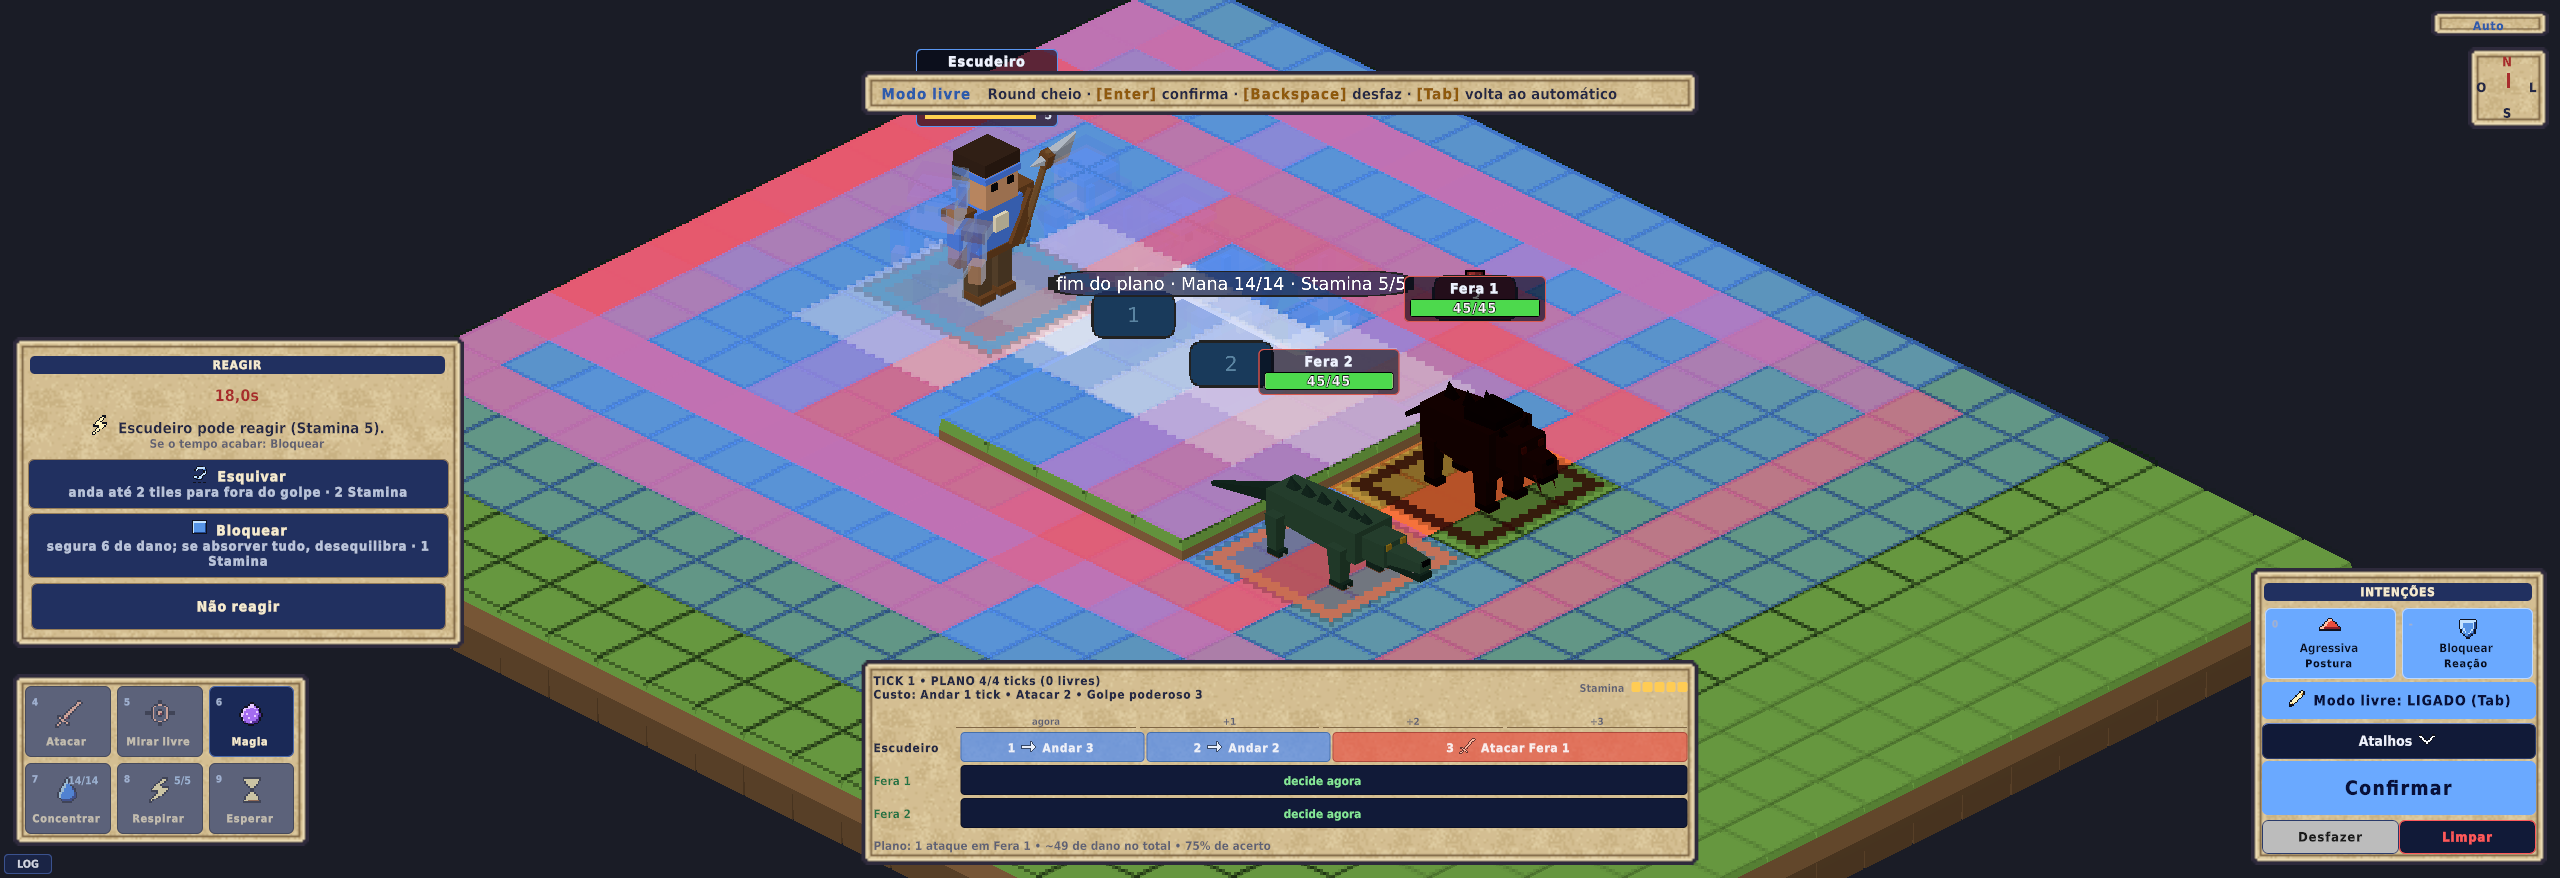 Auto
N
O L
S
Escudeiro
Modo livre Round cheio · [Enter] confirma · [Backspace] desfaz · [Tab] volta ao automático
fim do plano · Mana 14/14 · Stamina 5/5
1
2
Fera 1
45/45
Fera 2
45/45
REAGIR
18,0s
Escudeiro pode reagir (Stamina 5).
Se o tempo acabar: Bloquear
Esquivar
anda até 2 tiles para fora do golpe · 2 Stamina
Bloquear
segura 6 de dano; se absorver tudo, desequilibra · 1
Stamina
Não reagir
4 Atacar
5 Mirar livre
6 Magia
7 14/14 Concentrar
8 5/5 Respirar
9 Esperar
LOG
TICK 1 • PLANO 4/4 ticks (0 livres)
Custo: Andar 1 tick • Atacar 2 • Golpe poderoso 3
Stamina
agora +1 +2 +3
Escudeiro 1 → Andar 3 2 → Andar 2 3 Atacar Fera 1
Fera 1 decide agora
Fera 2 decide agora
Plano: 1 ataque em Fera 1 • ~49 de dano no total • 75% de acerto
INTENÇÕES
Agressiva
Postura
Bloquear
Reação
Modo livre: LIGADO (Tab)
Atalhos
Confirmar
Desfazer
Limpar